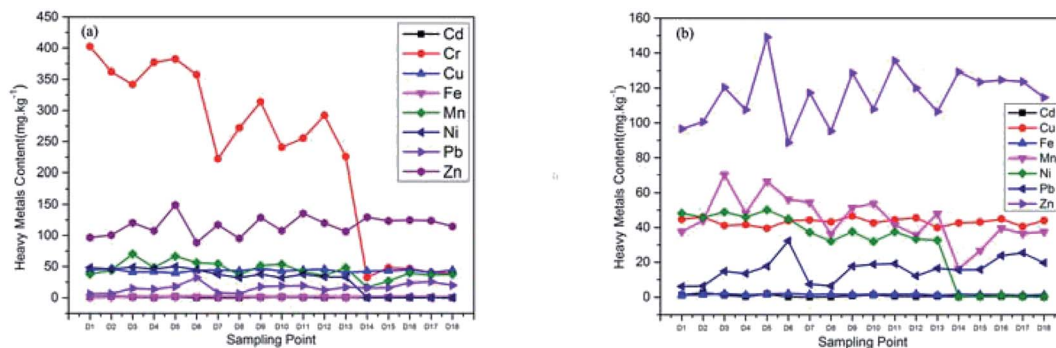 (a)
Heavy Metals Content(mg.kg⁻¹)
450
400
350
300
250
200
150
100
50
0
Cd
Cr
Cu
Fe
Mn
Ni
Pb
Zn
D1 D2 D3 D4 D5 D6 D7 D8 D9 D10 D11 D12 D13 D14 D15 D16 D17 D18
Sampling Point
(b)
Heavy Metals Content(mg.kg⁻¹)
160
140
120
100
80
60
40
20
0
Cd
Cu
Fe
Mn
Ni
Pb
Zn
D1 D2 D3 D4 D5 D6 D7 D8 D9 D10 D11 D12 D13 D14 D15 D16 D17 D18
Sampling Point